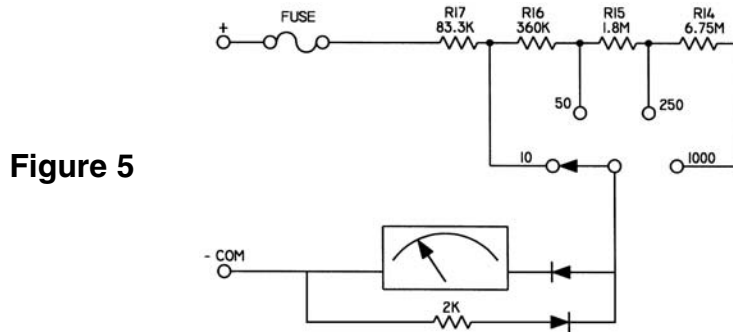 FUSE
R17
83.3K
R16
360K
R15
1.8M
R14
6.75M
+
50
250
10
1000
Figure 5
- COM
2K